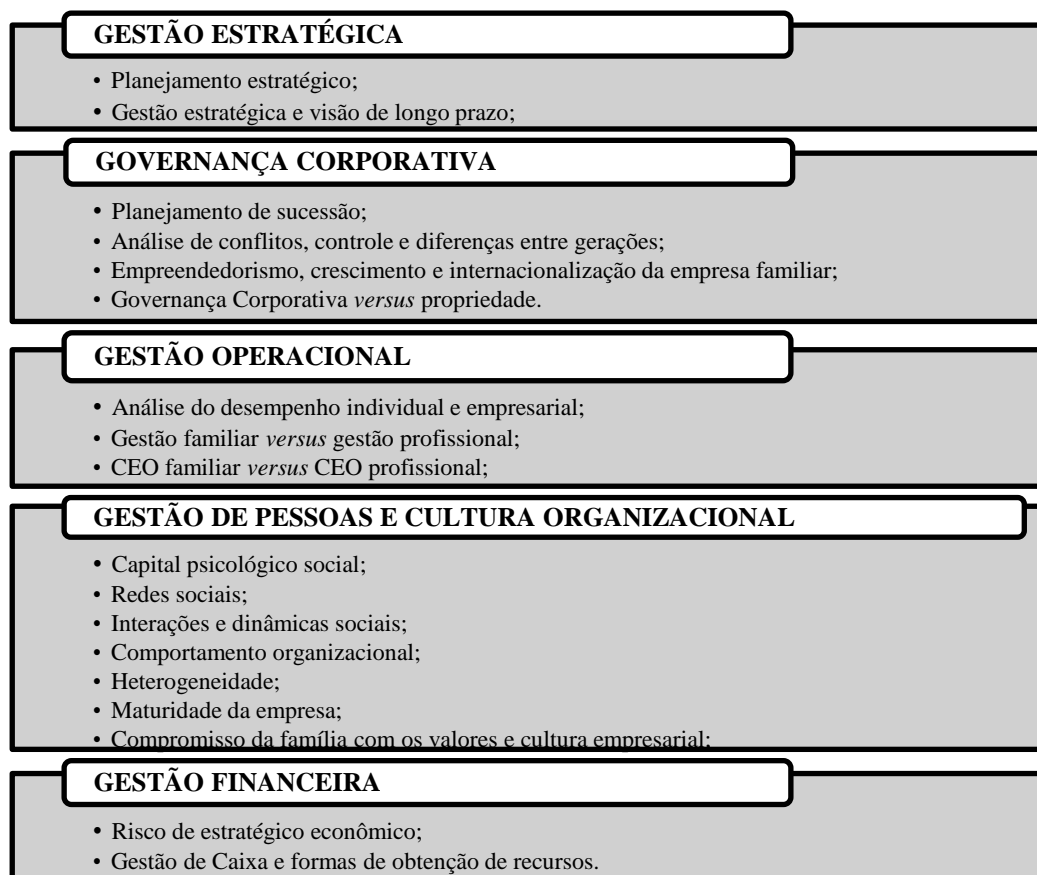 GESTÃO ESTRATÉGICA
• Planejamento estratégico;
• Gestão estratégica e visão de longo prazo;
GOVERNANÇA CORPORATIVA
• Planejamento de sucessão;
• Análise de conflitos, controle e diferenças entre gerações;
• Empreendedorismo, crescimento e internacionalização da empresa familiar;
• Governança Corporativa versus propriedade.
GESTÃO OPERACIONAL
• Análise do desempenho individual e empresarial;
• Gestão familiar versus gestão profissional;
• CEO familiar versus CEO profissional;
GESTÃO DE PESSOAS E CULTURA ORGANIZACIONAL
• Capital psicológico social;
• Redes sociais;
• Interações e dinâmicas sociais;
• Comportamento organizacional;
• Heterogeneidade;
• Maturidade da empresa;
• Compromisso da família com os valores e cultura empresarial;
GESTÃO FINANCEIRA
• Risco de estratégico econômico;
• Gestão de Caixa e formas de obtenção de recursos.